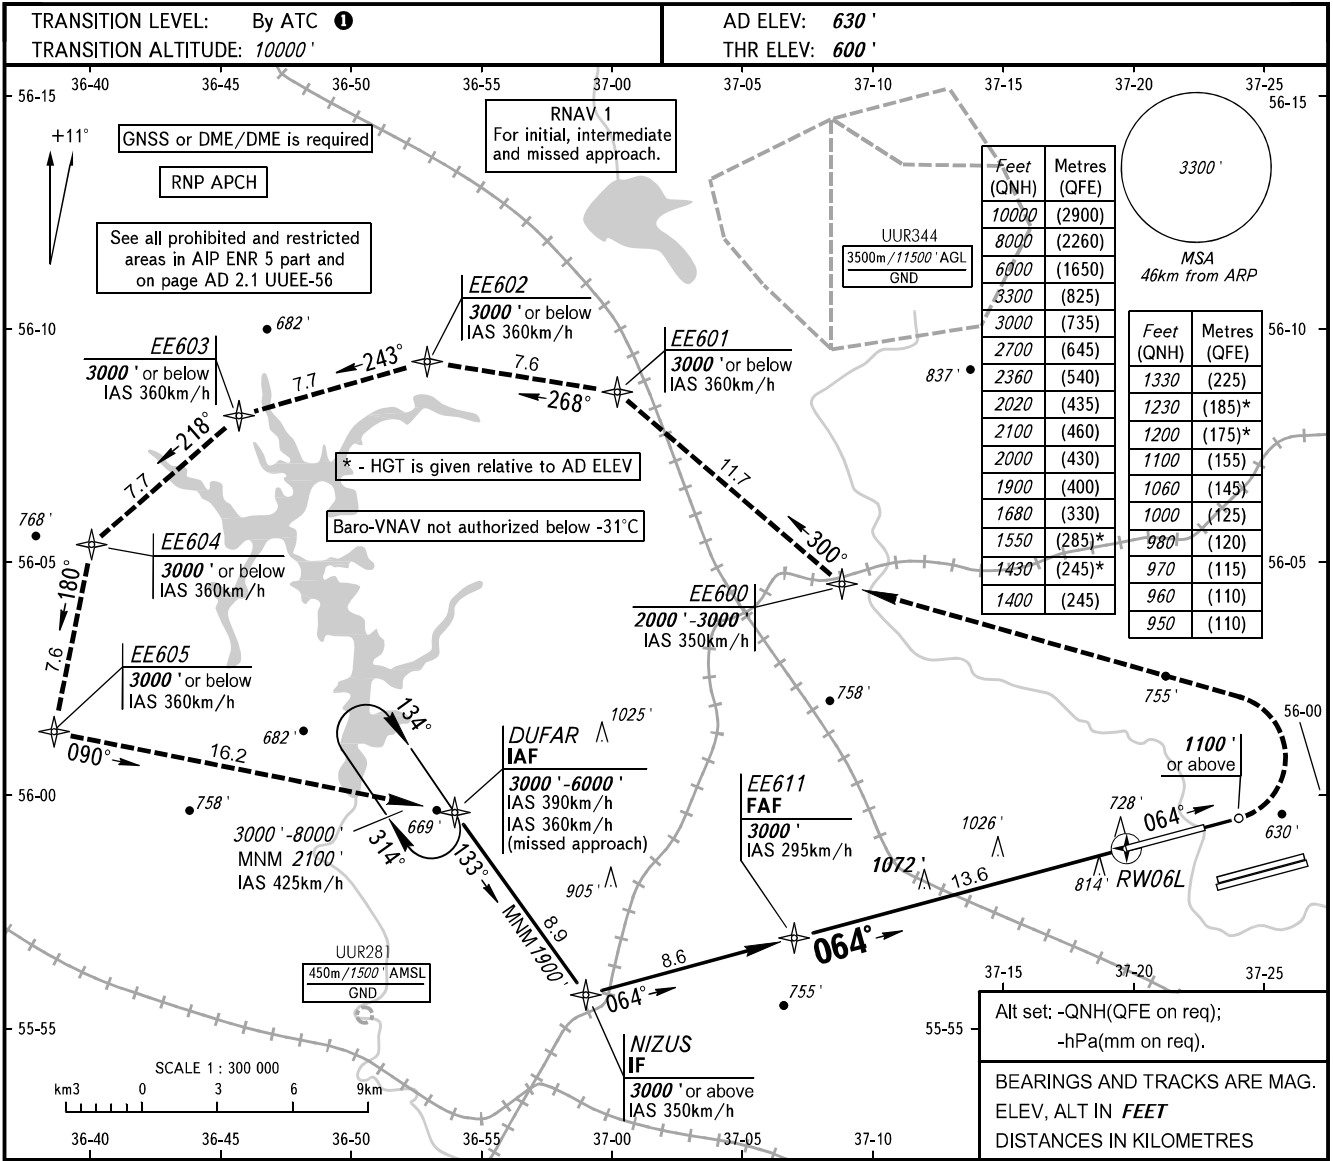 TRANSITION LEVEL: By ATC ❶
TRANSITION ALTITUDE: 10000 '
AD ELEV: 630 '
THR ELEV: 600 '
36-40 36-45 36-50 36-55 37-00 37-05 37-10 37-15 37-20 37-25
56-15
56-15
+11°
GNSS or DME/DME is required
RNP APCH
See all prohibited and restricted
areas in AIP ENR 5 part and
on page AD 2.1 UUEE-56
RNAV 1
For initial, intermediate
and missed approach.
UUR344
3500m/11500' AGL
GND
Feet Metres
(QNH) (QFE)
10000 (2900)
8000 (2260)
6000 (1650)
3300 (825)
3000 (735)
2700 (645)
2360 (540)
2020 (435)
2100 (460)
2000 (430)
1900 (400)
1680 (330)
1550 (285)*
1430 (245)*
1400 (245)
3300 '
MSA
46km from ARP
Feet Metres
(QNH) (QFE)
1330 (225)
1230 (185)*
1200 (175)*
1100 (155)
1060 (145)
1000 (125)
980 (120)
970 (115)
960 (110)
950 (110)
56-10
56-10
682 '
EE602
3000 ' or below
IAS 360km/h
EE603
3000 ' or below
IAS 360km/h
EE601
3000 ' or below
IAS 360km/h
243°
7.7
7.6
268°
837 '
218°
7.7
11.7
300°
* - HGT is given relative to AD ELEV
Baro-VNAV not authorized below -31°C
768 '
56-05
56-05
EE604
3000 ' or below
IAS 360km/h
180°
7.6
EE600
2000 '-3000 '
IAS 350km/h
EE605
3000 ' or below
IAS 360km/h
755 '
758 '
56-00
682 '
134°
1025 '
090°
16.2
DUFAR
IAF
3000 '-6000 '
IAS 390km/h
IAS 360km/h
(missed approach)
1100 '
or above
EE611
FAF
3000 '
IAS 295km/h
56-00
758 '
669 '
3000 '-8000 '
MNM 2100 '
IAS 425km/h
314°
133°
MNM 1900 '
8.9
905 '
1026 '
1072 '
728 '
064°
630 '
13.6
814 '
RW06L
064°
8.6
064°
755 '
UUR281
450m/1500' AMSL
GND
37-15 37-20 37-25
55-55
55-55
NIZUS
IF
3000 ' or above
IAS 350km/h
SCALE 1 : 300 000
km3 0 3 6 9km
36-40 36-45 36-50 36-55 37-00 37-05 37-10
Alt set: -QNH(QFE on req);
-hPa(mm on req).
BEARINGS AND TRACKS ARE MAG.
ELEV, ALT IN FEET
DISTANCES IN KILOMETRES